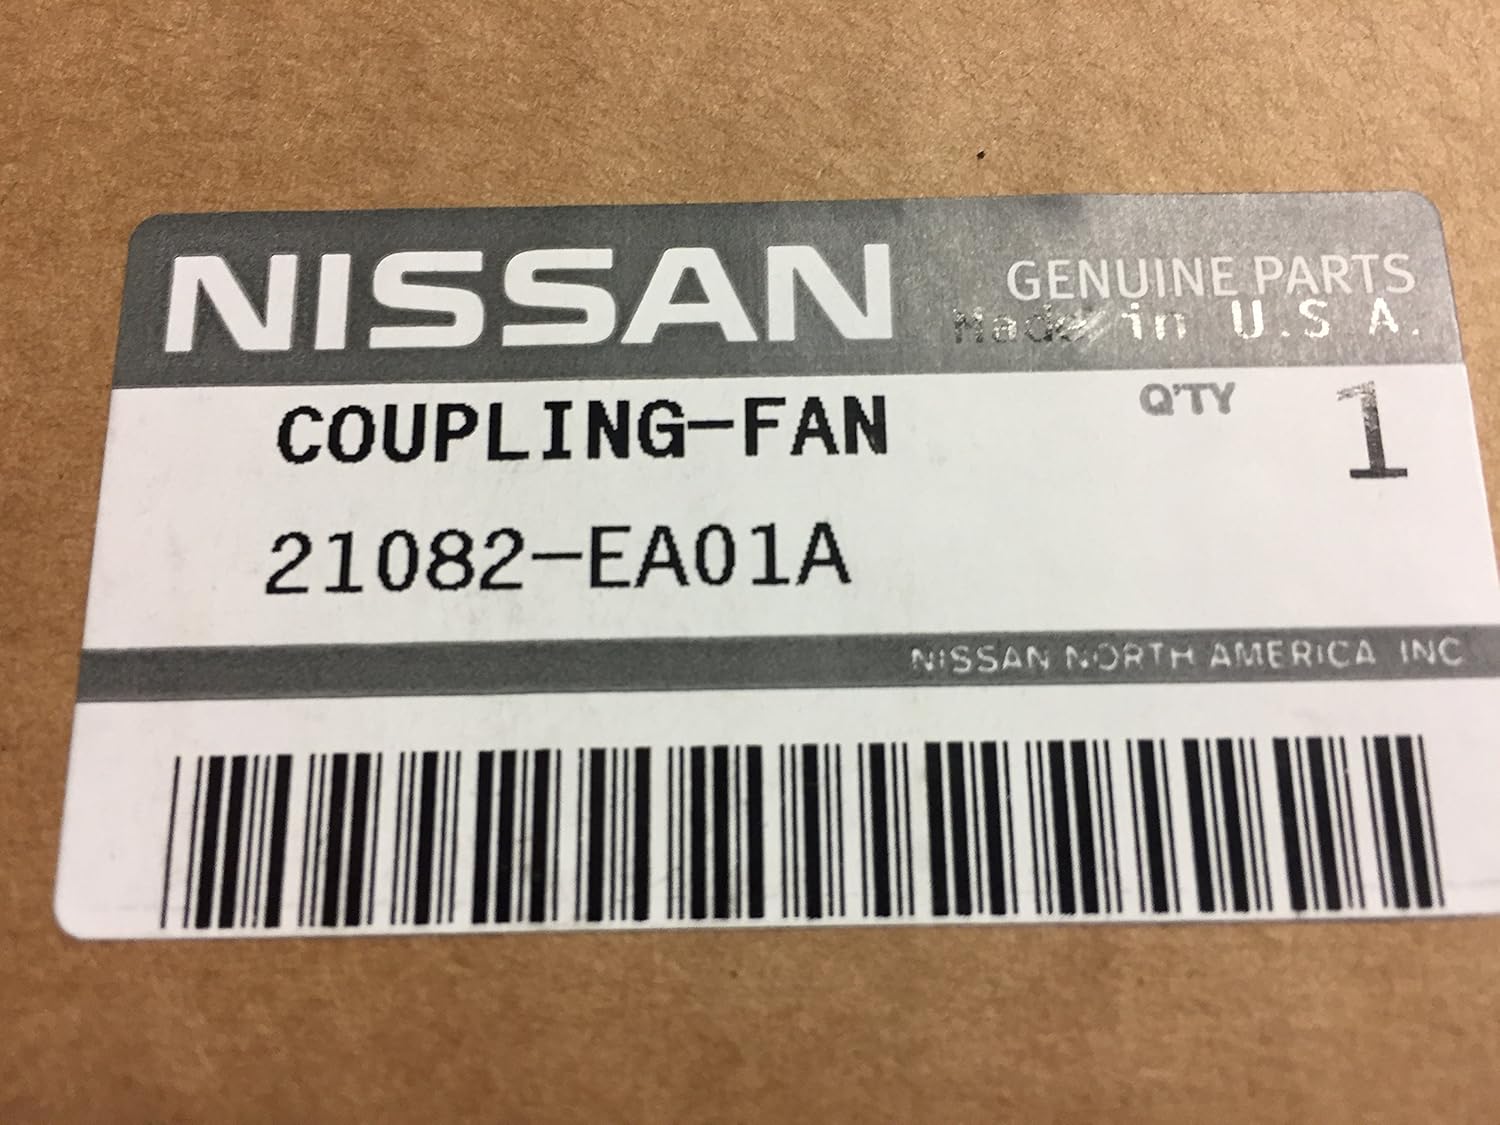 NISSAN
GENUINE PARTS
Made in U.S A.
COUPLING-FAN
Q'TY 1
21082-EA01A
NISSAN NORTH AMERICA INC